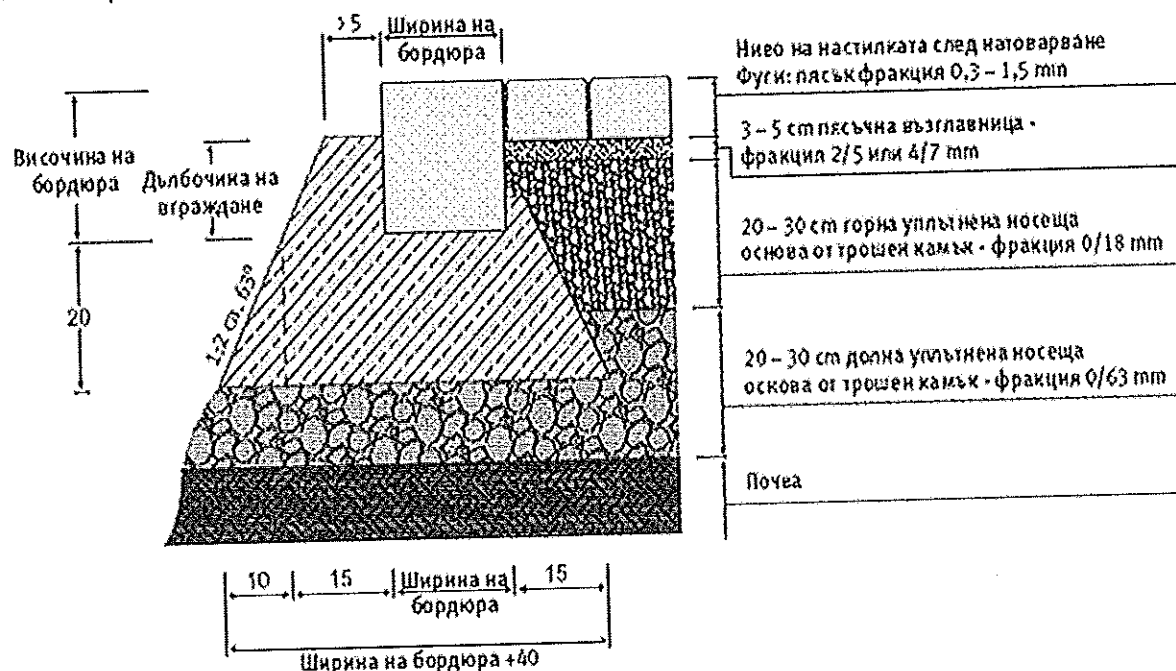 >5
Ширина на
бордюра
Височина на
бордюра
Дълбочина на
вграждане
20
1:2 ca. 63°
Ниво на настилката след натоварване
Фуги: пясък фракция 0,3 – 1,5 mm
3 – 5 cm пясъчна възглавница -
фракция 2/5 или 4/7 mm
20 – 30 cm горна уплътнена носеща
основа от трошен камък - фракция 0/18 mm
20 – 30 cm долна уплътнена носеща
основа от трошен камък - фракция 0/63 mm
Почва
10
15
Ширина на
бордюра
15
Ширина на бордюра +40